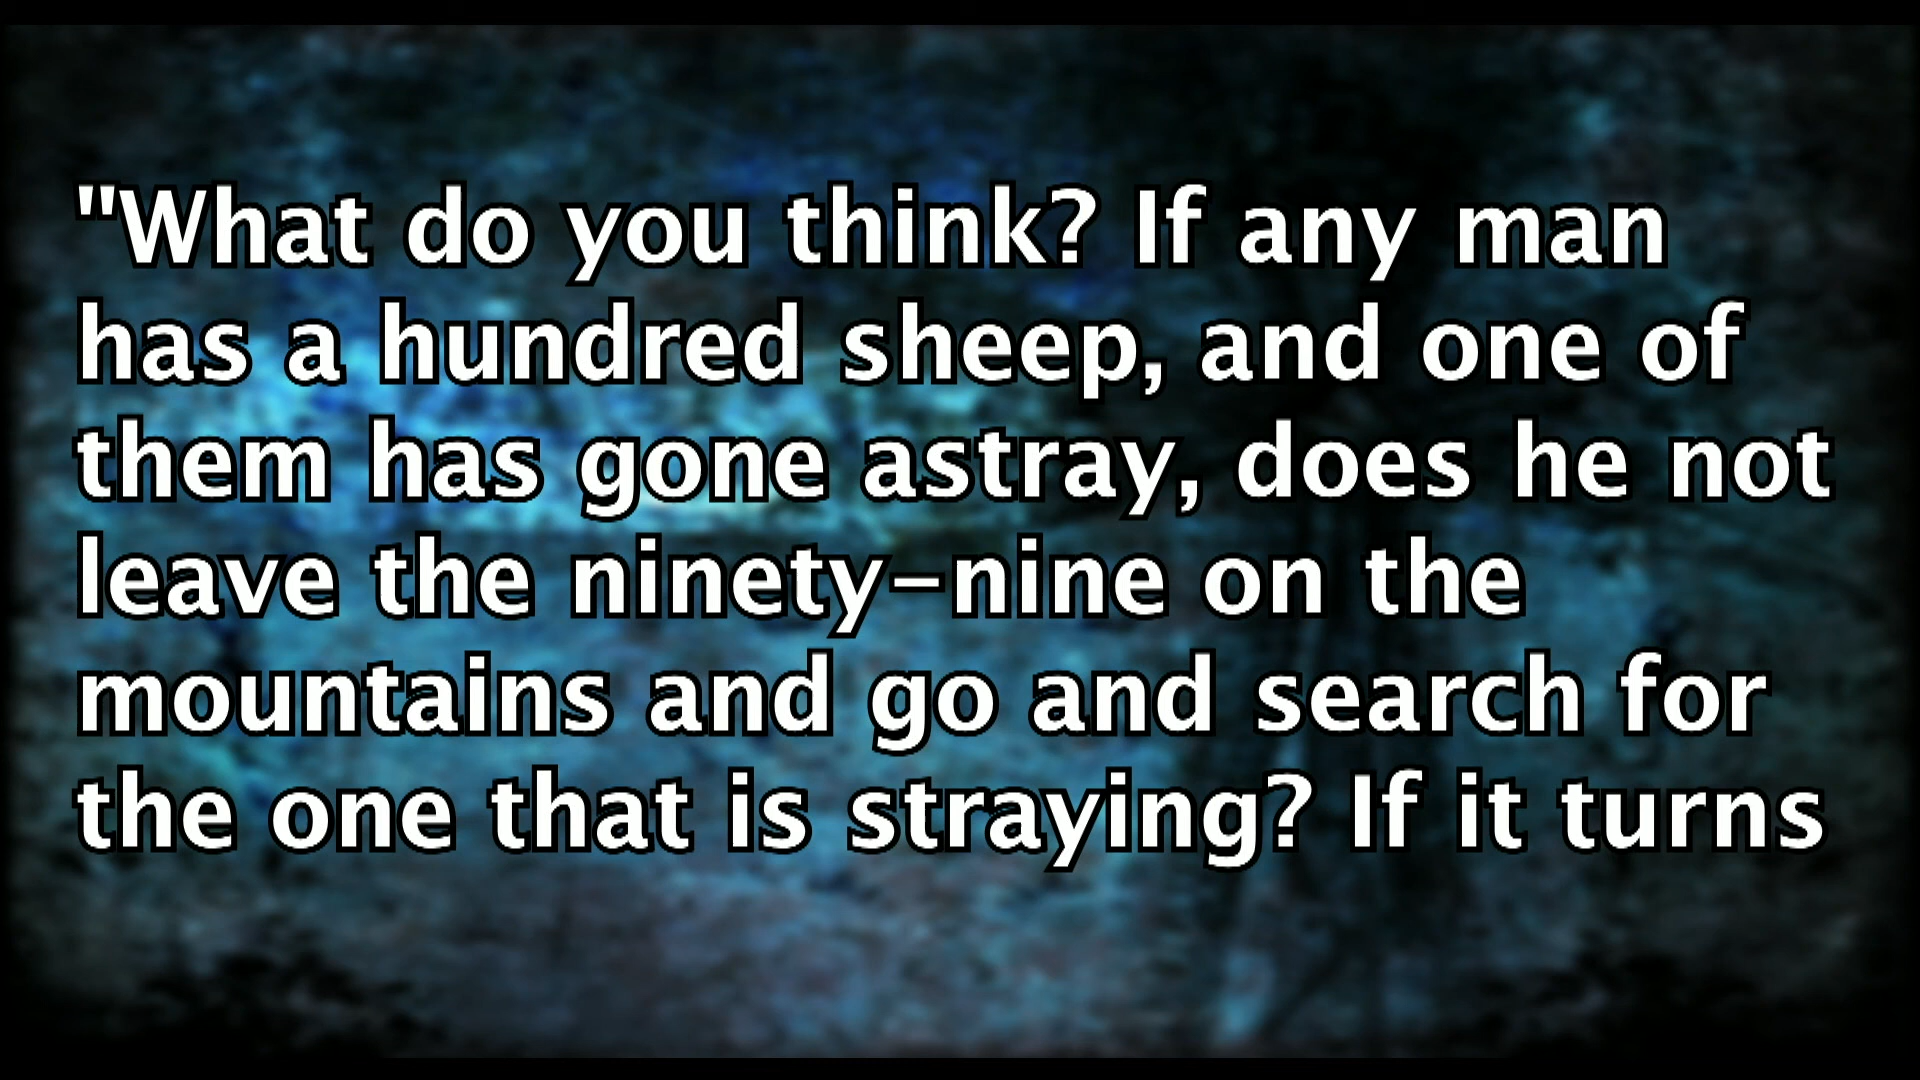 "What do you think? If any man
has a hundred sheep, and one of
them has gone astray, does he not
leave the ninety-nine on the
mountains and go and search for
the one that is straying? If it turns